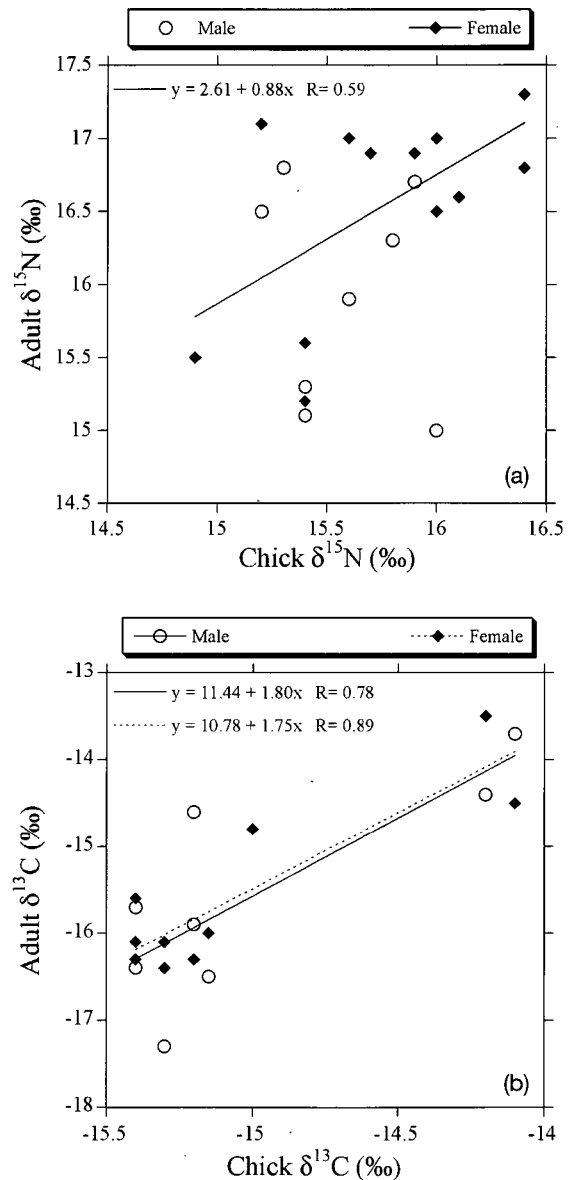 Male Female
y = 2.61 + 0.88x R= 0.59
17.5
17
16.5
16
15.5
15
14.5
Adult δ¹⁵N (‰)
(a)
14.5 15 15.5 16 16.5
Chick δ¹⁵N (‰)
Male Female
y = 11.44 + 1.80x R= 0.78
y = 10.78 + 1.75x R= 0.89
-13
-14
-15
-16
-17
-18
Adult δ¹³C (‰)
(b)
-15.5 -15 -14.5 -14
Chick δ¹³C (‰)